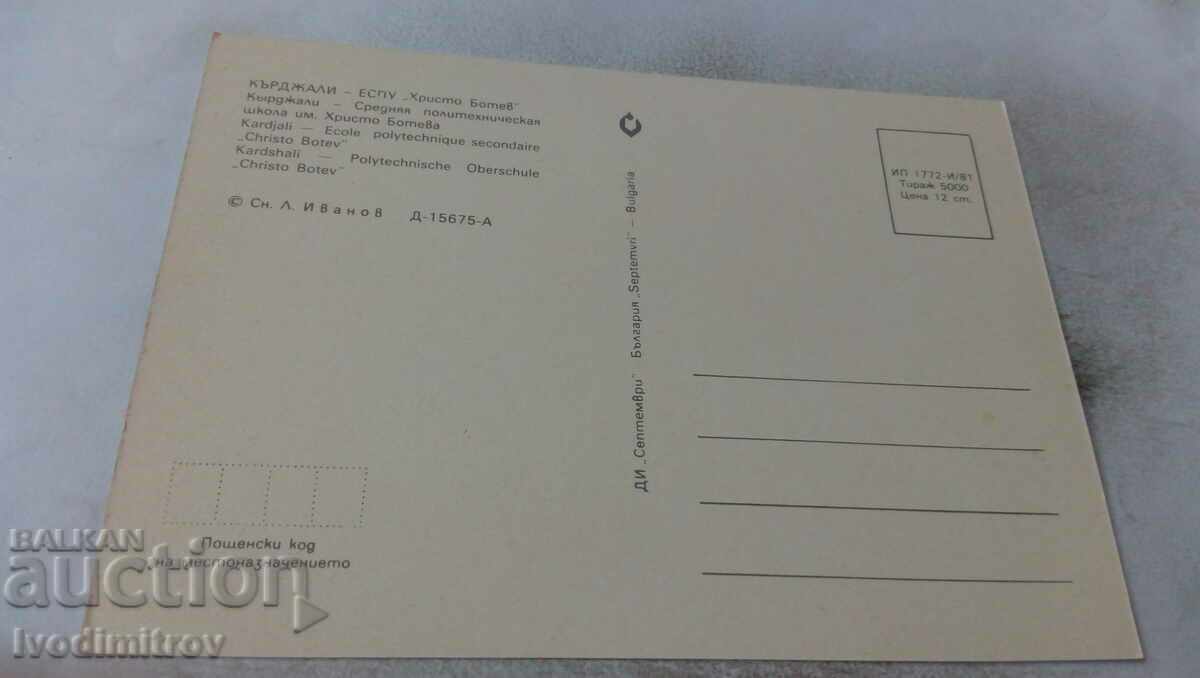 КЪРДЖАЛИ – ЕСПУ „Христо Ботев"
Кырджали – Средняя политехническая
школа им. Христо Ботева
Kardjali — Ecole polytechnique secondaire
„Christo Botev"
Kardshali — Polytechnische Oberschule
„Christo Botev"
© Сн. Л. Иванов Д-15675-А
ДИ „Септември" България „Septemvri" — Bulgaria
ИП 1772-И/81
Тираж 5000
Цена 12 ст.
Пощенски код
на местоназначението
BALKAN
auction
Ivodimitrov